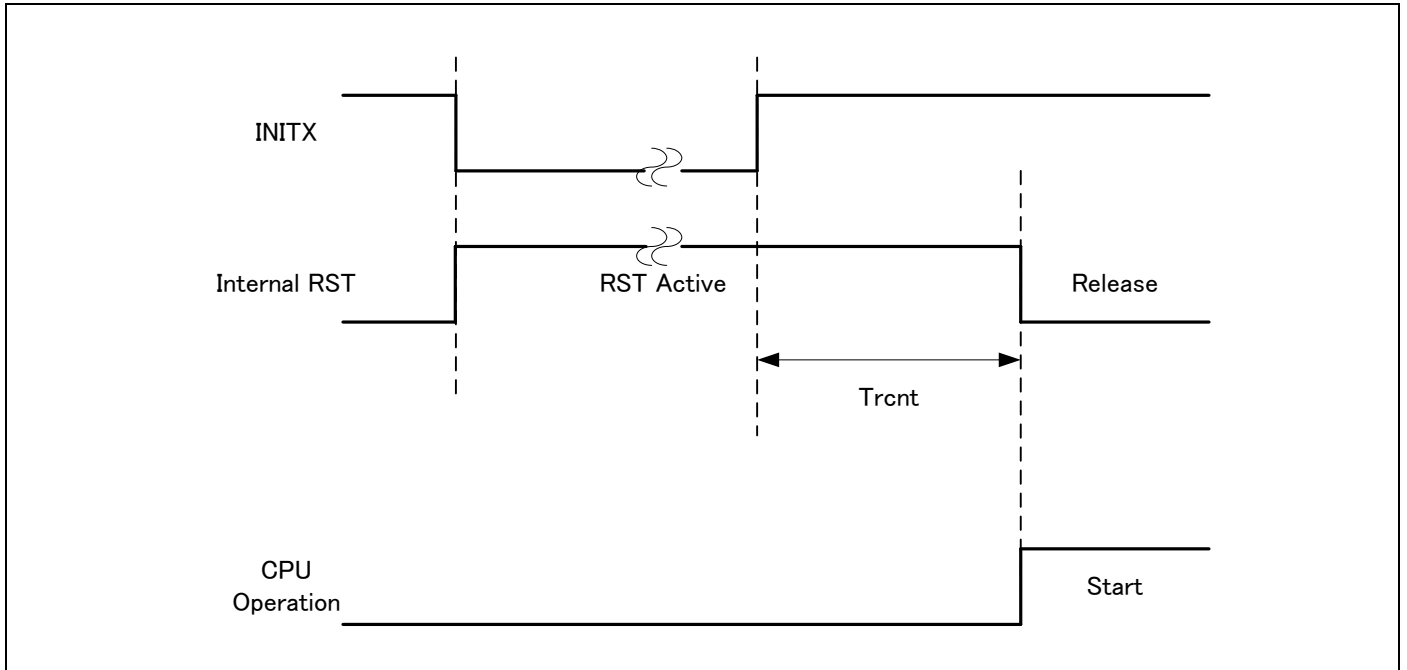 INITX
Internal RST
RST Active
Release
Trcnt
CPU
Operation
Start